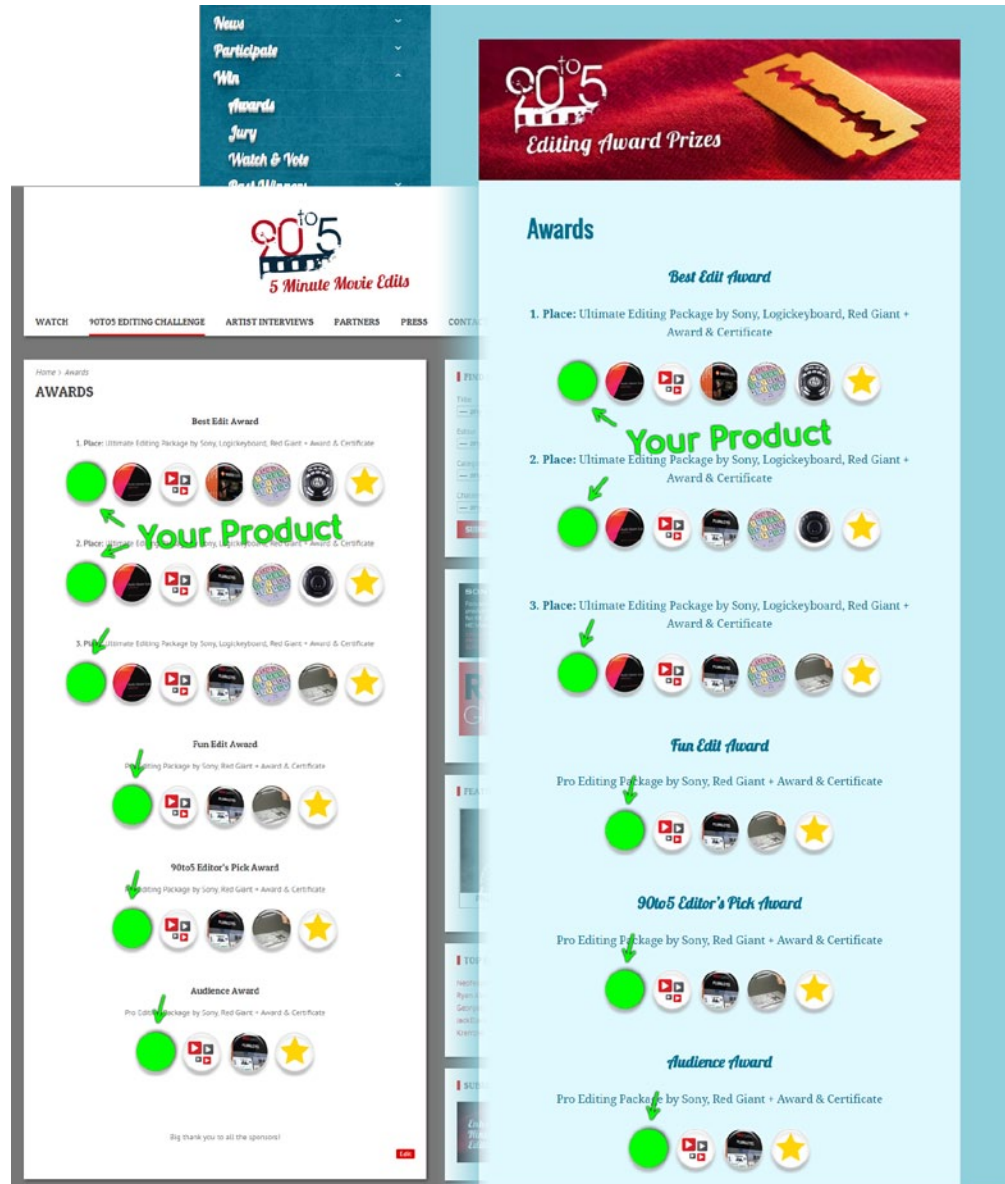 News
Participate
Win
Awards
Jury
Watch & Vote
Past Winners
90to5
Editing Award Prizes
90to5
5 Minute Movie Edits
WATCH
90TO5 EDITING CHALLENGE
ARTIST INTERVIEWS
PARTNERS
PRESS
Home > Awards
AWARDS
Best Edit Award
1. Place: Ultimate Editing Package by Sony, Logickeyboard, Red Giant + Award & Certificate
Your Product
2. Place: Ultimate Editing Package by Sony, Logickeyboard, Red Giant + Award & Certificate
3. Place: Ultimate Editing Package by Sony, Logickeyboard, Red Giant + Award & Certificate
Fun Edit Award
Pro Editing Package by Sony, Red Giant + Award & Certificate
90to5 Editor's Pick Award
Pro Editing Package by Sony, Red Giant + Award & Certificate
Audience Award
Pro Editing Package by Sony, Red Giant + Award & Certificate
Big thank you to all the sponsors!
Edit
Awards
Best Edit Award
1. Place: Ultimate Editing Package by Sony, Logickeyboard, Red Giant +
Award & Certificate
Your Product
2. Place: Ultimate Editing Package by Sony, Logickeyboard, Red Giant +
Award & Certificate
3. Place: Ultimate Editing Package by Sony, Logickeyboard, Red Giant +
Award & Certificate
Fun Edit Award
Pro Editing Package by Sony, Red Giant + Award & Certificate
90to5 Editor's Pick Award
Pro Editing Package by Sony, Red Giant + Award & Certificate
Audience Award
Pro Editing Package by Sony, Red Giant + Award & Certificate